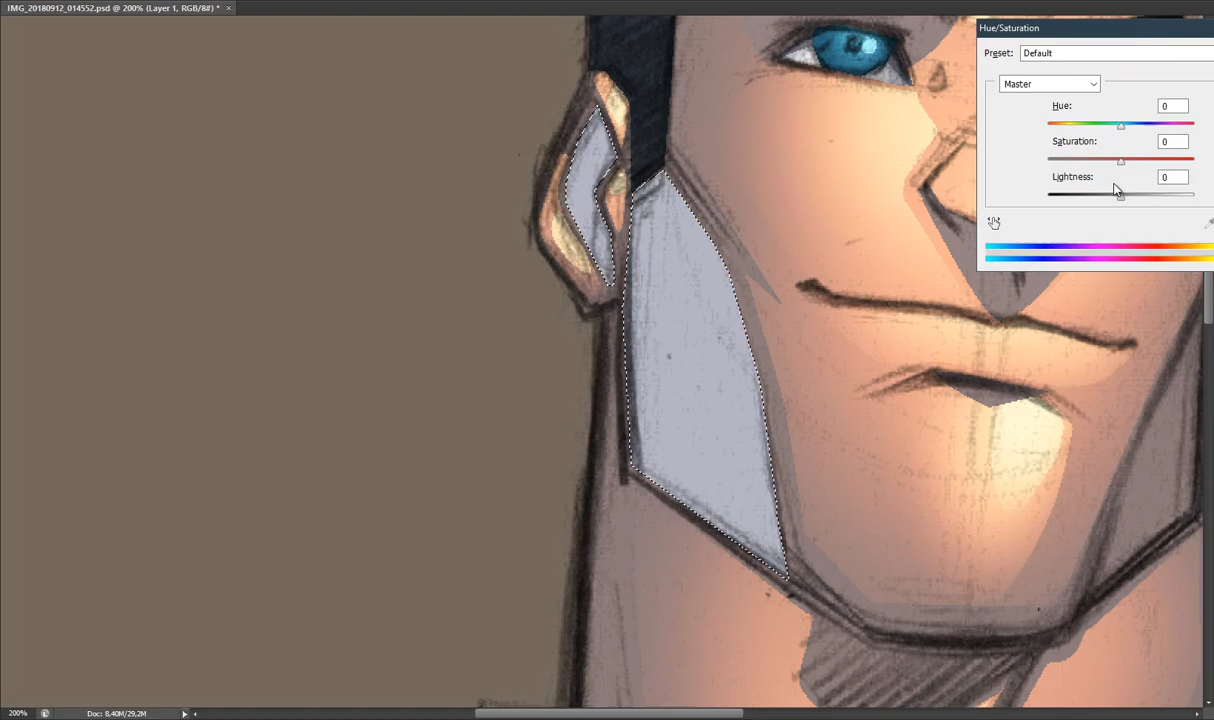 IMG_20180912_014552.psd @ 200% (Layer 1, RGB/8#) * ×
Hue/Saturation
Preset: Default
Master
Hue: 0
Saturation: 0
Lightness: 0
200% Doc: 8,40M/29,2M